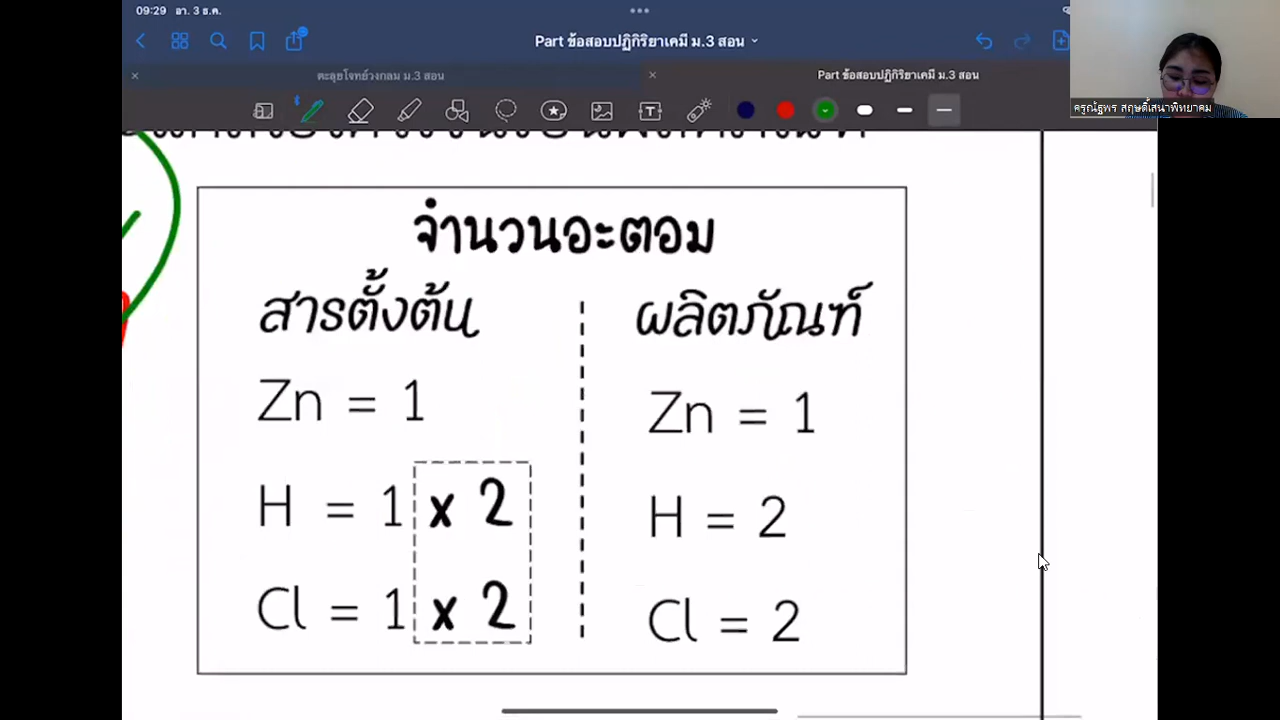 09:29 อา. 3 ธ.ค.
Part ข้อสอบปฏิกิริยาเคมี ม.3 สอน
ตะลุยโจทย์วงกลม ม.3 สอน
Part ข้อสอบปฏิกิริยาเคมี ม.3 สอน
ครูณัฐพร สฤษดิ์เสนาพิทยาคม
จำนวนอะตอม
สารตั้งต้น ผลิตภัณฑ์
Zn = 1 Zn = 1
H = 1 x 2 H = 2
Cl = 1 x 2 Cl = 2